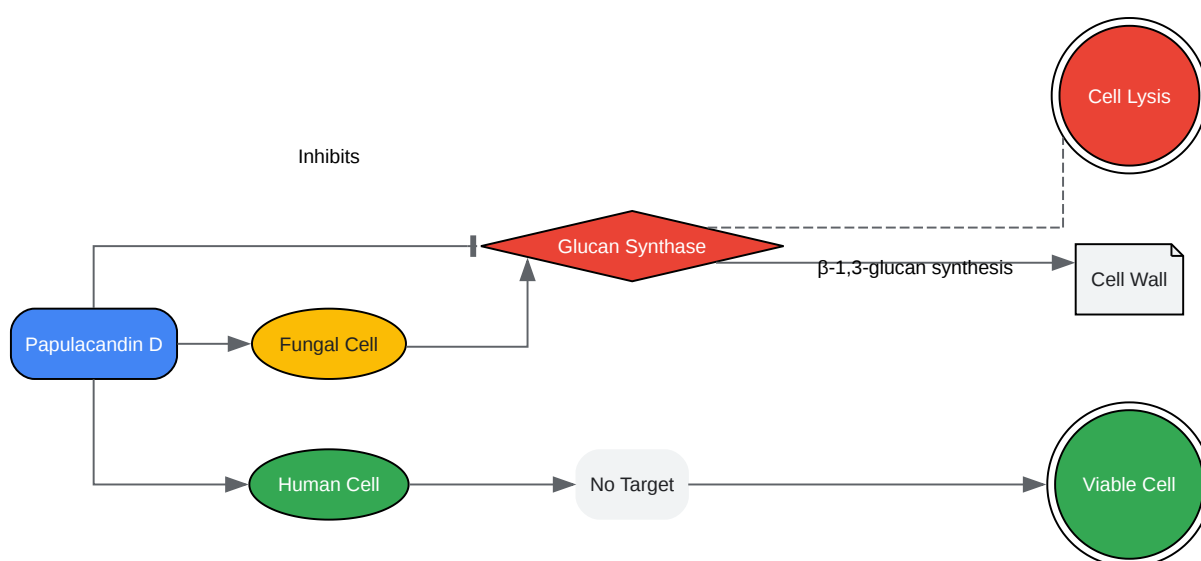 Cell Lysis
Inhibits
Glucan Synthase
β-1,3-glucan synthesis
Cell Wall
Papulacandin D
Fungal Cell
Human Cell
No Target
Viable Cell